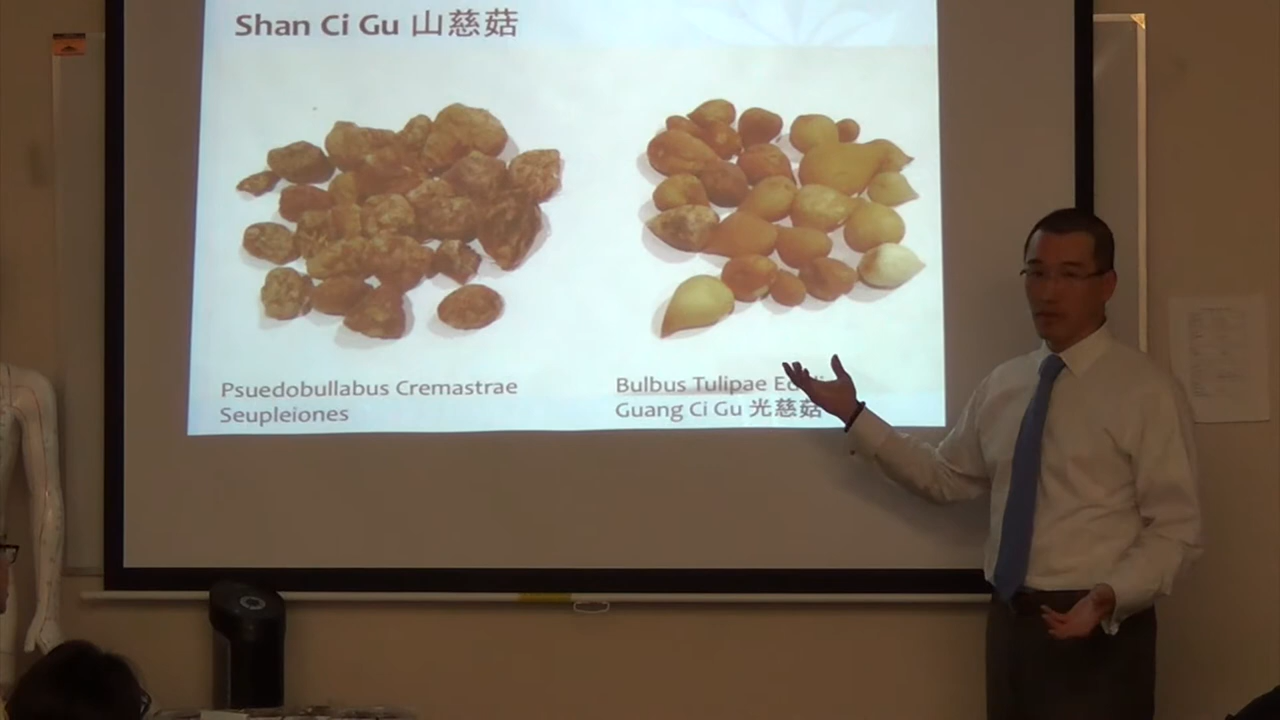 Shan Ci Gu 山慈菇
Psuedobullabus Cremastrae
Seupleiones
Bulbus Tulipae
Guang Ci Gu 光慈菇